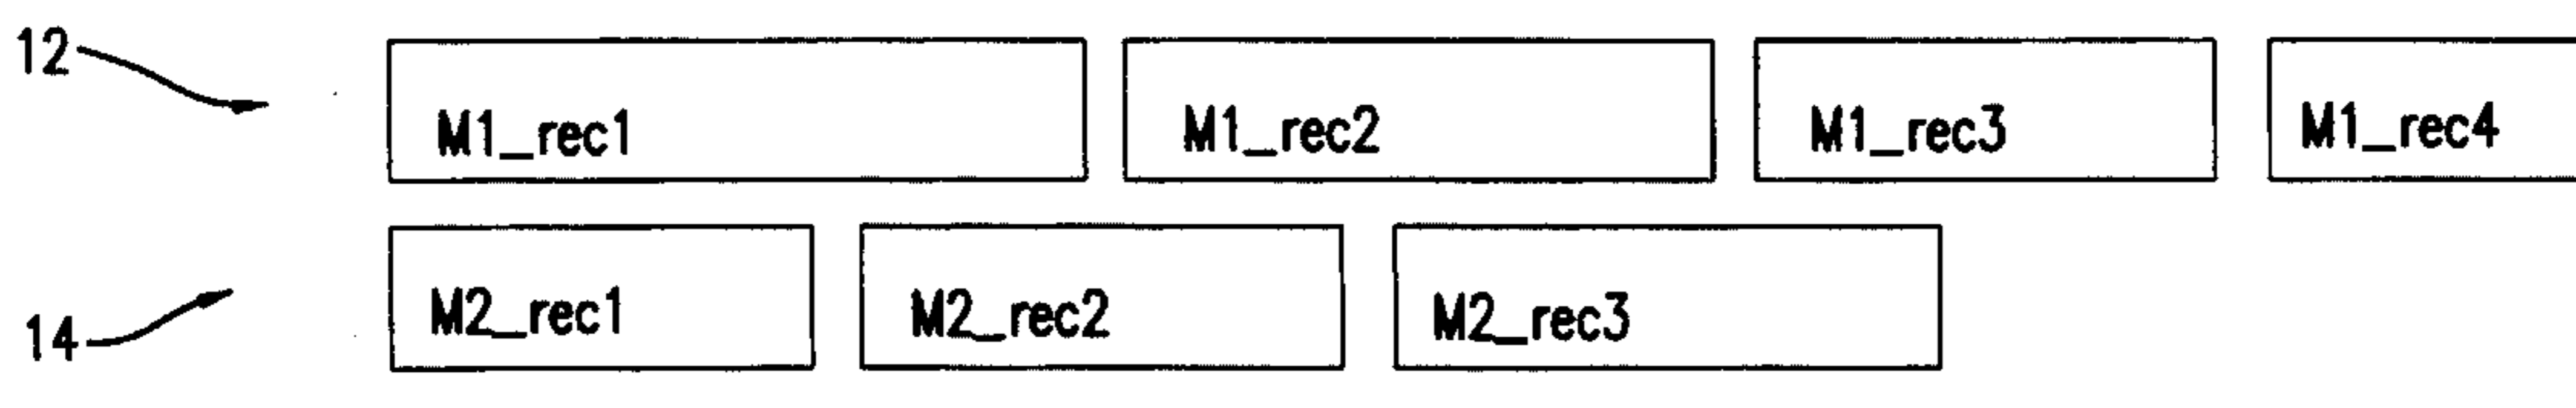 12 M1_rec1 M1_rec2 M1_rec3 M1_rec4
14 M2_rec1 M2_rec2 M2_rec3